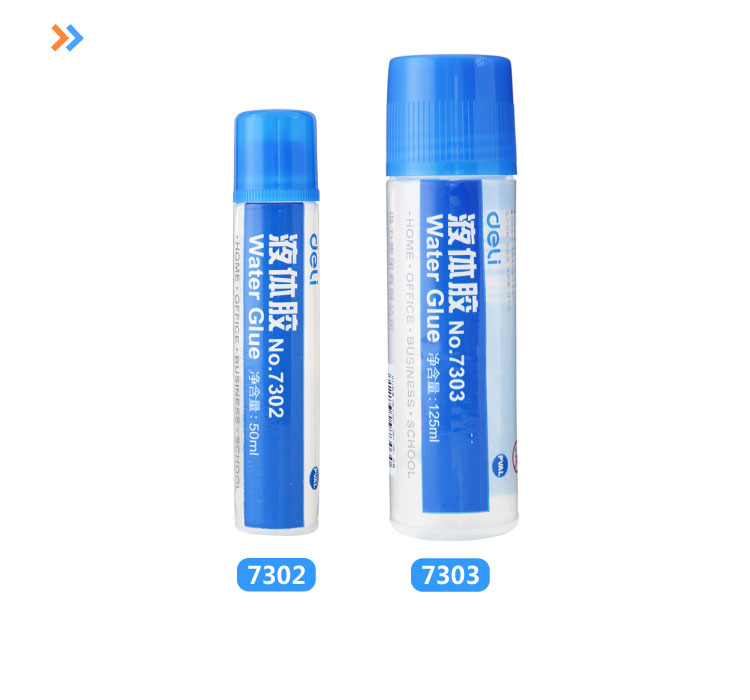 deli
液体胶 No.7302
Water Glue 净含量:50ml
·HOME·OFFICE·BUSINESS·SCHOOL
PVAL
7302
deli
液体胶 No.7303
Water Glue 净含量:125ml
·HOME·OFFICE·BUSINESS·SCHOOL
PVAL
7303